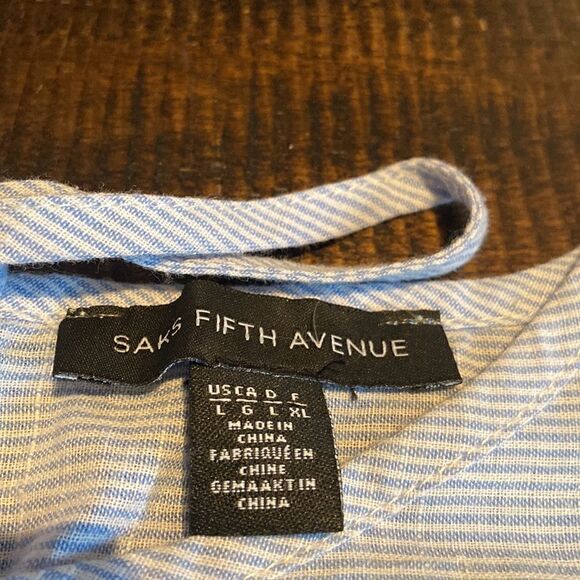 SAKS FIFTH AVENUE
US CA D F
L G L XL
MADE IN
CHINA
FABRIQUÉ EN
CHINE
GEMAAKT IN
CHINA